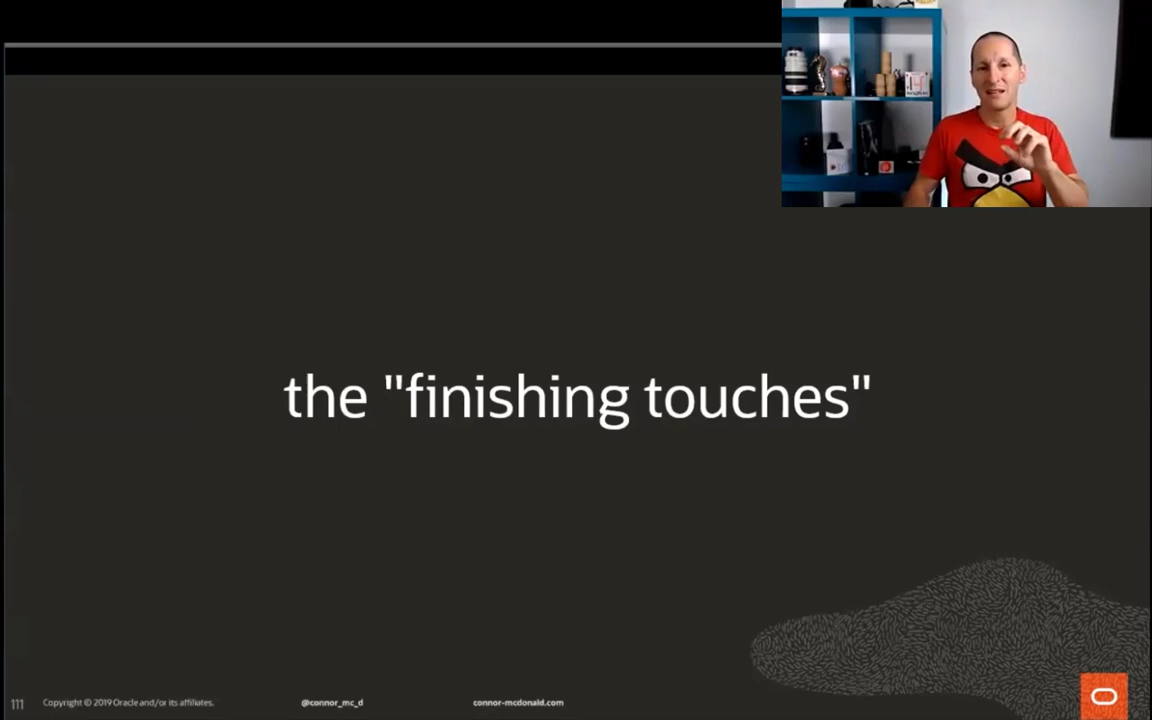 the "finishing touches"
111 Copyright © 2019 Oracle and/or its affiliates. @connor_mc_d connor-mcdonald.com